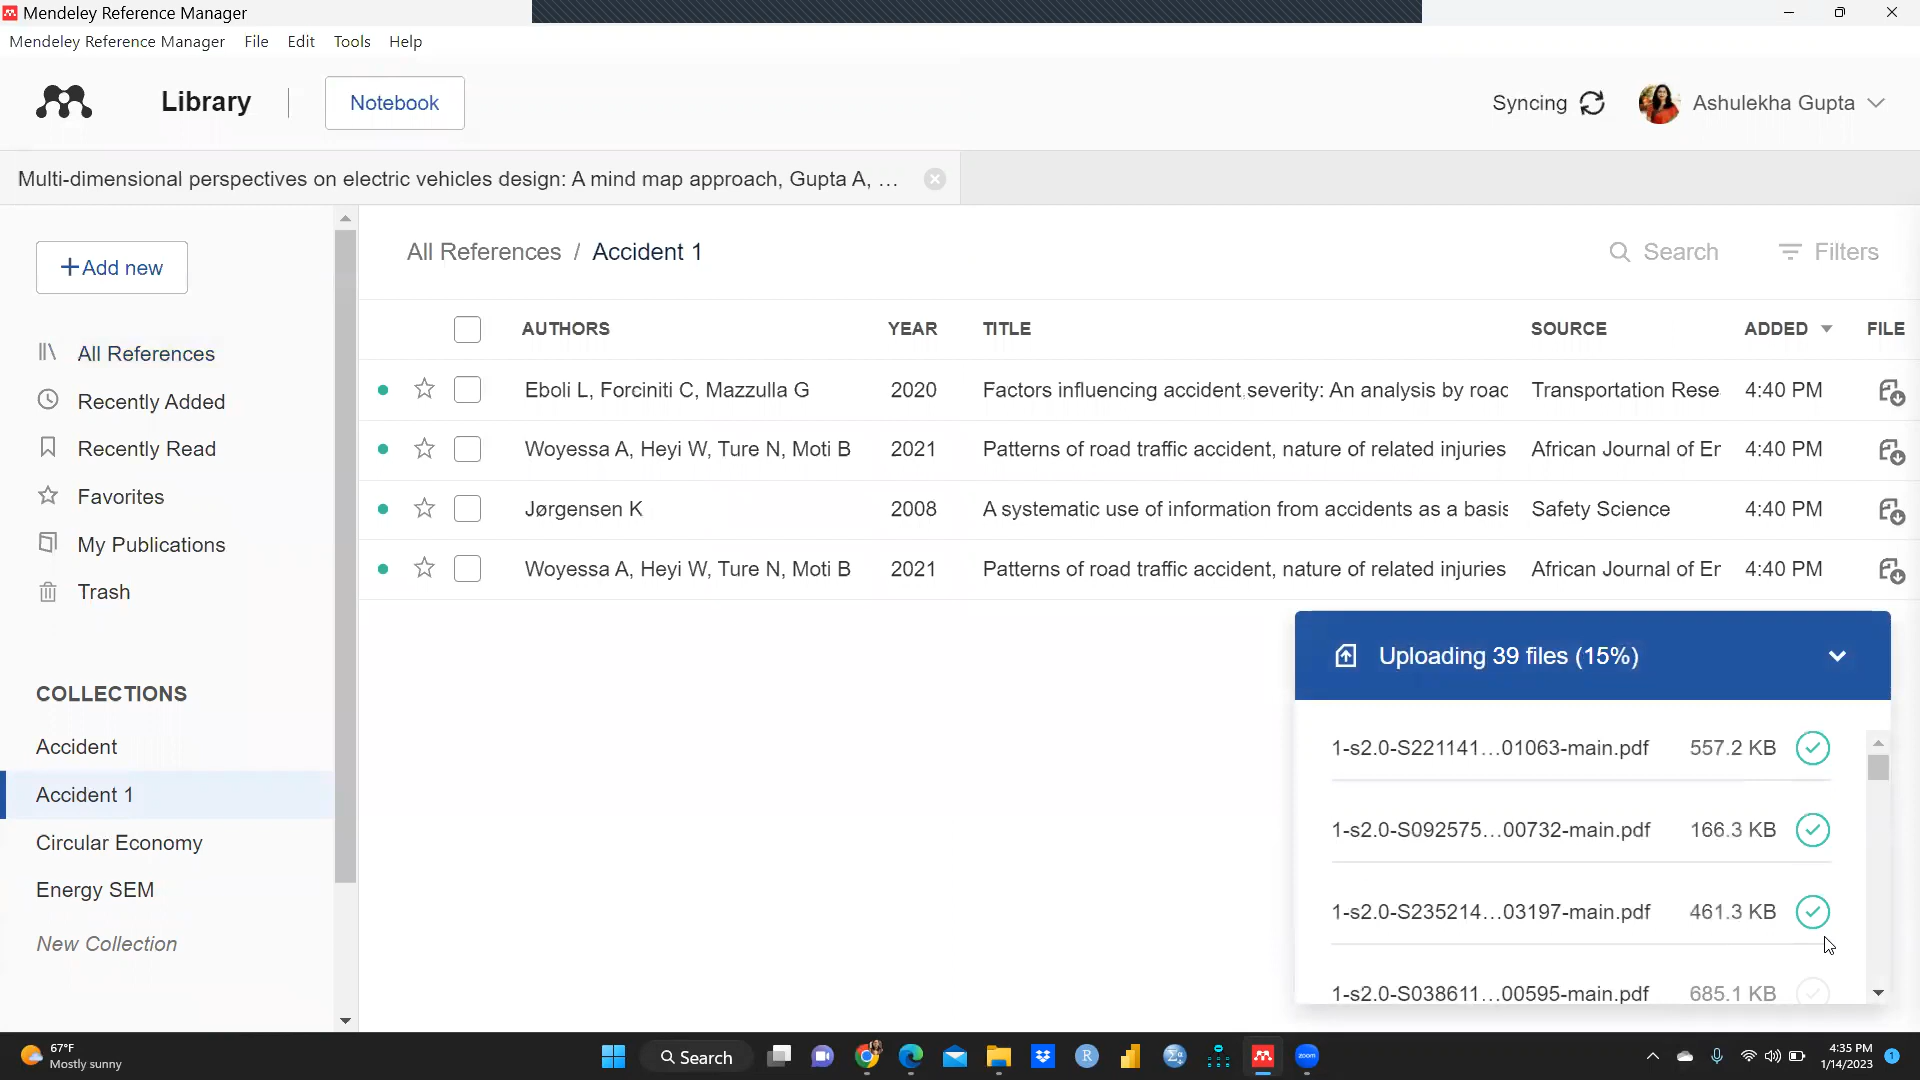 Mendeley Reference Manager
Mendeley Reference Manager File Edit Tools Help
Library Notebook Syncing Ashulekha Gupta
Multi-dimensional perspectives on electric vehicles design: A mind map approach, Gupta A, ...
+Add new
All References
Recently Added
Recently Read
Favorites
My Publications
Trash
COLLECTIONS
Accident
Accident 1
Circular Economy
Energy SEM
New Collection
All References / Accident 1 Search Filters
AUTHORS YEAR TITLE SOURCE ADDED FILE
Eboli L, Forciniti C, Mazzulla G 2020 Factors influencing accident severity: An analysis by road Transportation Rese 4:40 PM
Woyessa A, Heyi W, Ture N, Moti B 2021 Patterns of road traffic accident, nature of related injuries African Journal of Er 4:40 PM
Jørgensen K 2008 A systematic use of information from accidents as a basis Safety Science 4:40 PM
Woyessa A, Heyi W, Ture N, Moti B 2021 Patterns of road traffic accident, nature of related injuries African Journal of Er 4:40 PM
Uploading 39 files (15%)
1-s2.0-S221141...01063-main.pdf 557.2 KB
1-s2.0-S092575...00732-main.pdf 166.3 KB
1-s2.0-S235214...03197-main.pdf 461.3 KB
1-s2.0-S038611...00595-main.pdf 685.1 KB
67°F
Mostly sunny
Search
R
zoom
4:35 PM
1/14/2023
1